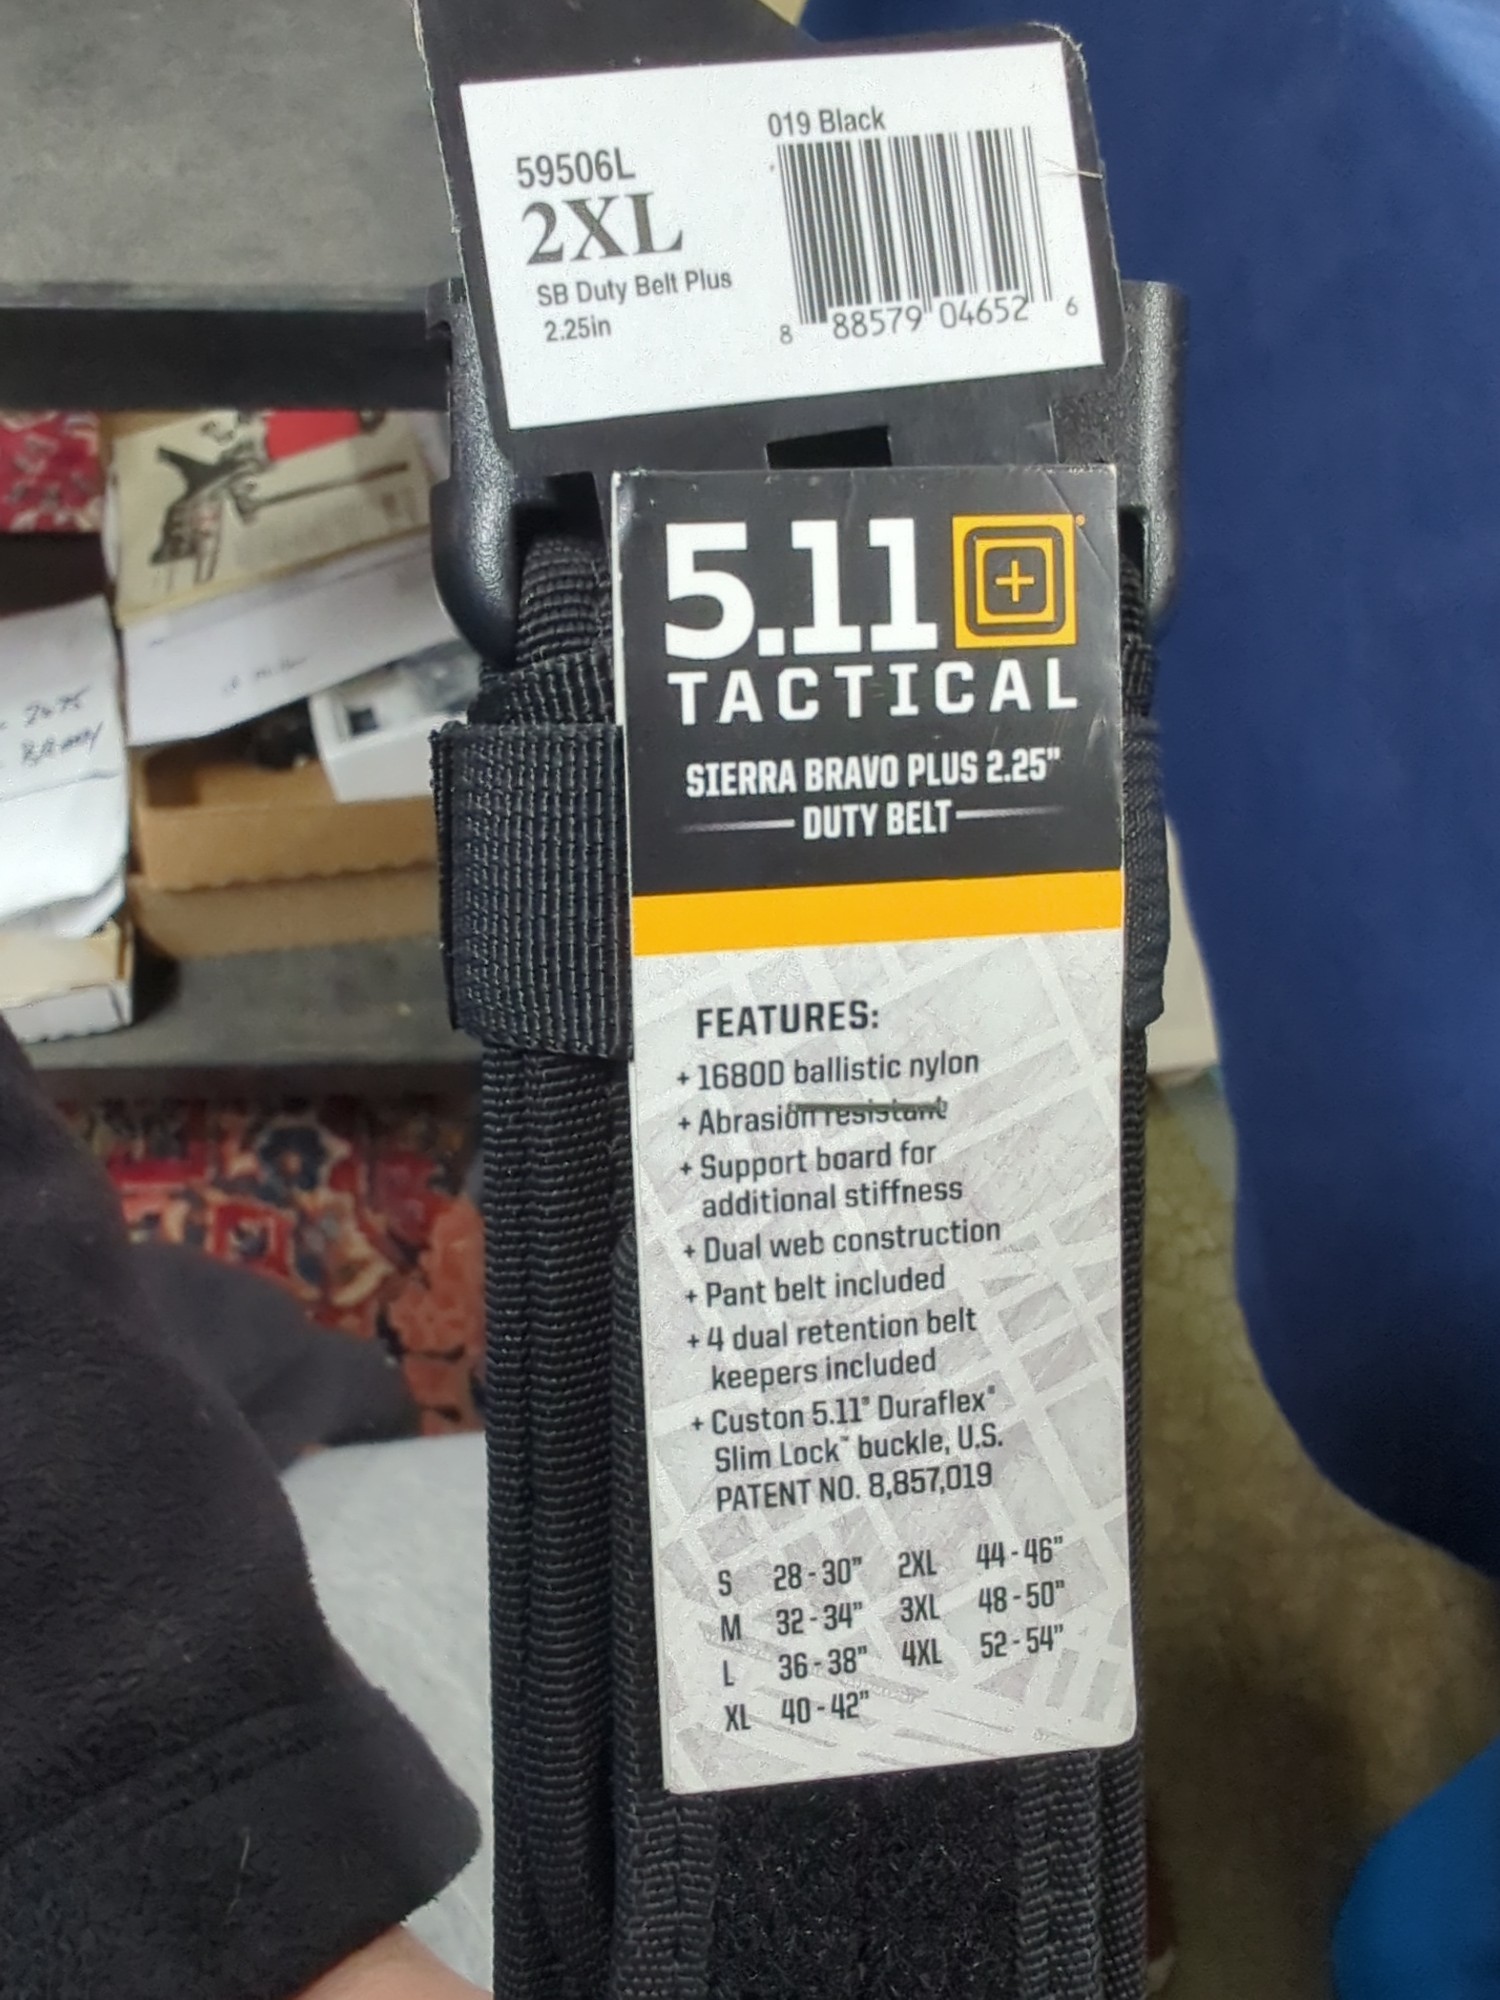 019 Black
59506L
2XL
SB Duty Belt Plus
2.25in
8 88579 04652 6
5.11
TACTICAL
SIERRA BRAVO PLUS 2.25"
DUTY BELT
FEATURES:
+ 1680D ballistic nylon
+ Abrasion resistant
+ Support board for
additional stiffness
+ Dual web construction
+ Pant belt included
+ 4 dual retention belt
keepers included
+ Custon 5.11® Duraflex®
Slim Lock™ buckle, U.S.
PATENT NO. 8,857,019
S 28 - 30" 2XL 44 - 46"
M 32 - 34" 3XL 48 - 50"
L 36 - 38" 4XL 52 - 54"
XL 40 - 42"